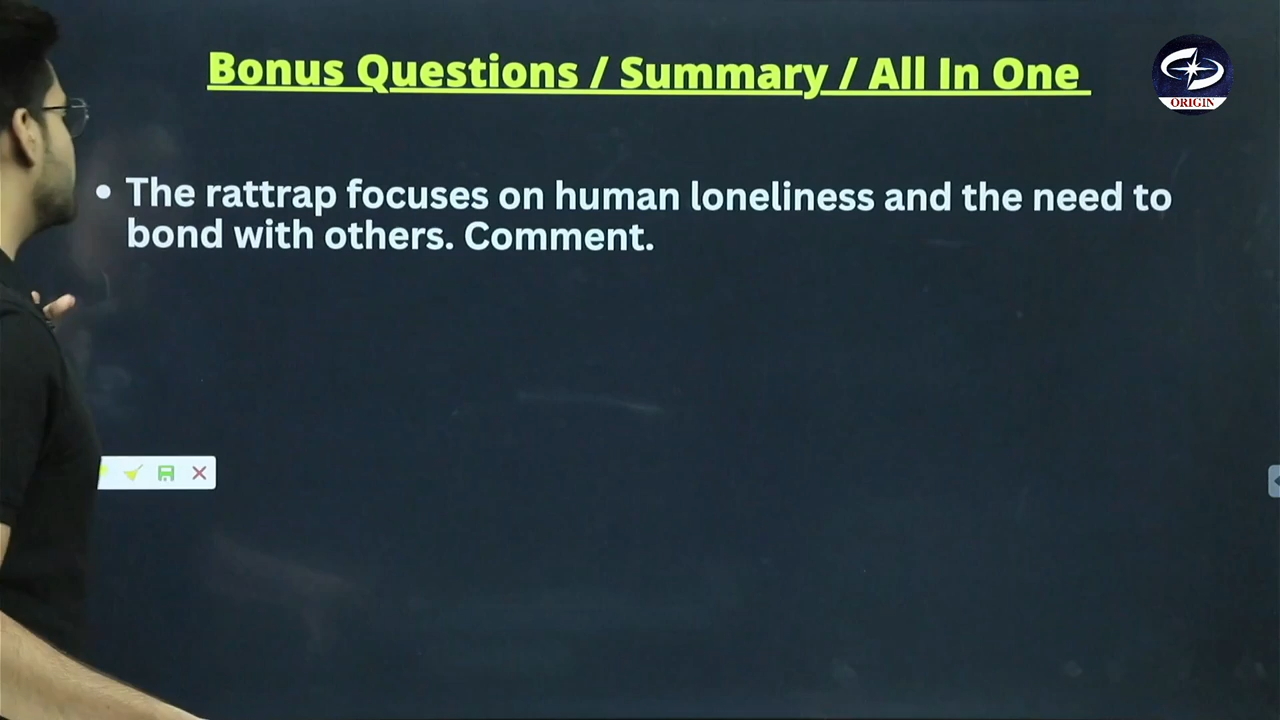 Bonus Questions / Summary / All In One
ORIGIN
• The rattrap focuses on human loneliness and the need to
bond with others. Comment.